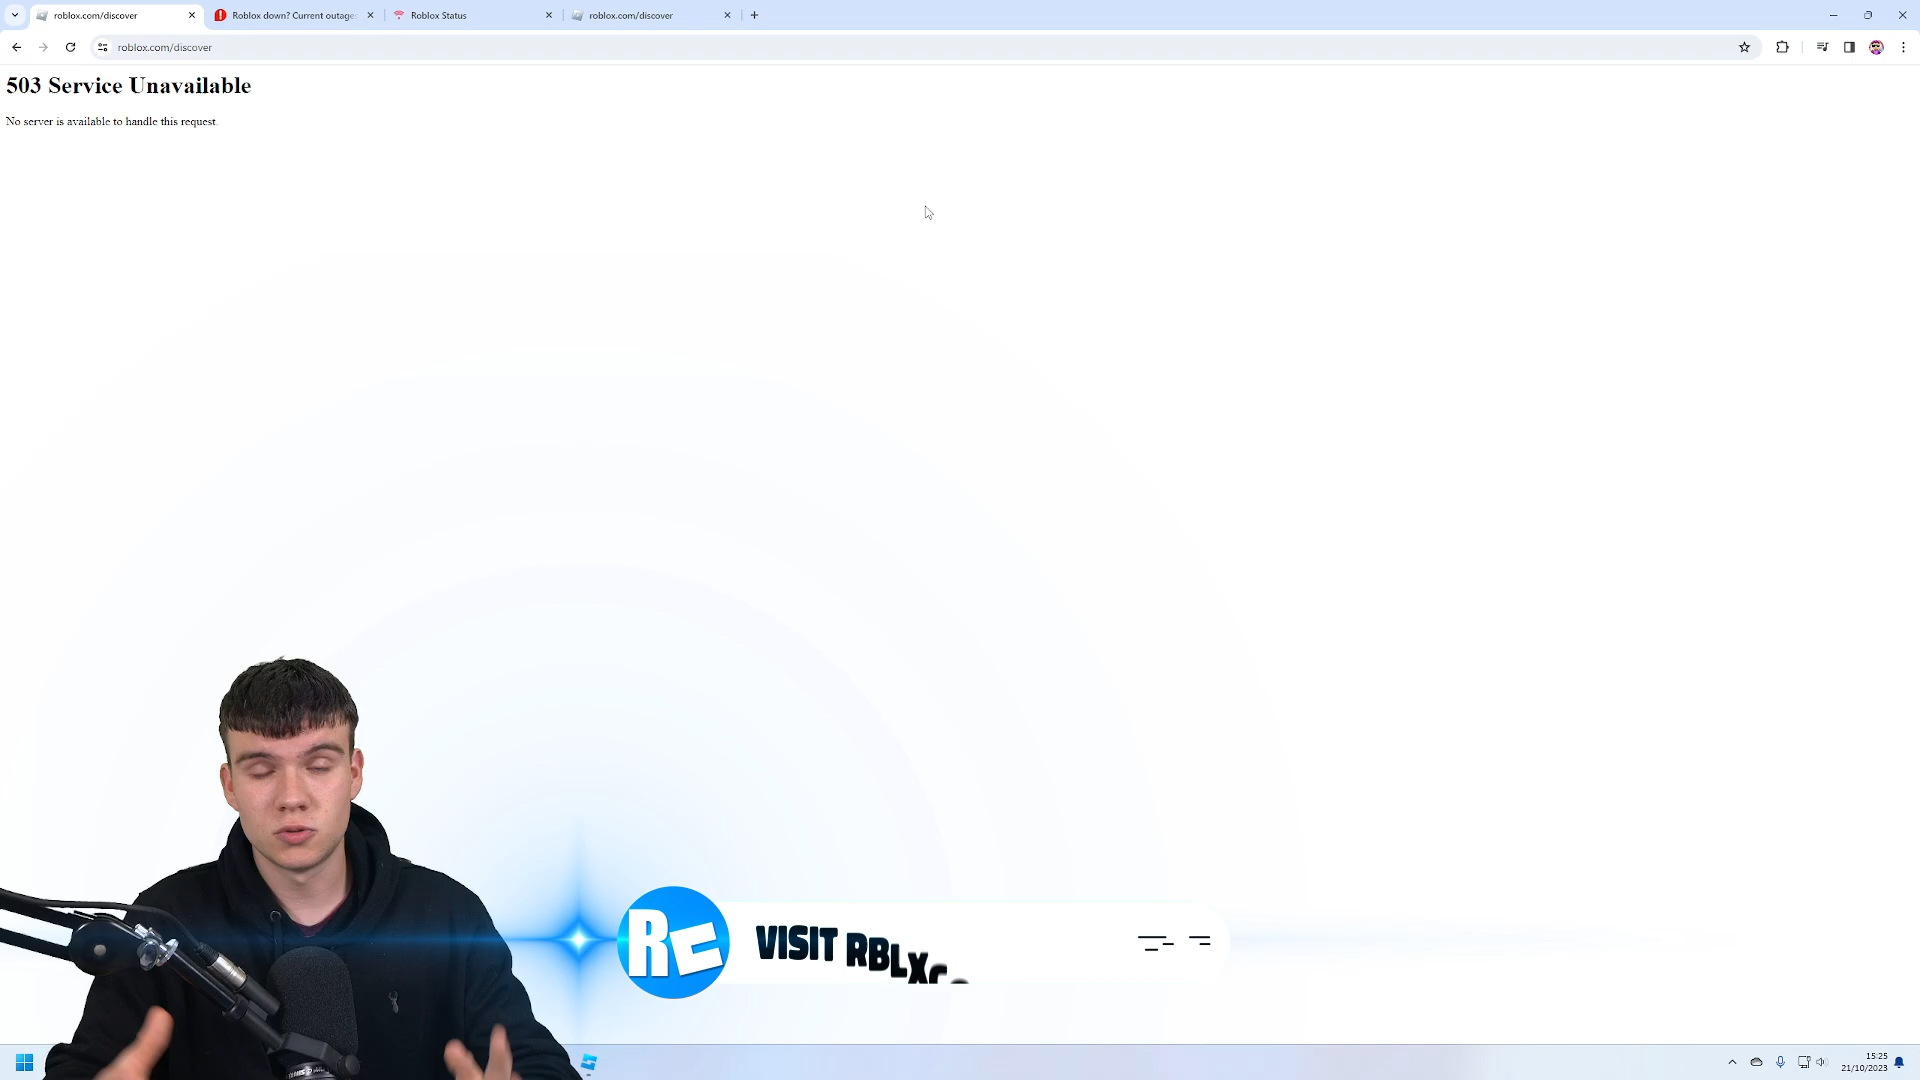 roblox.com/discover
Roblox down? Current outage
Roblox Status
roblox.com/discover
roblox.com/discover
503 Service Unavailable
No server is available to handle this request.
RC
VISIT
15:25
21/10/2023